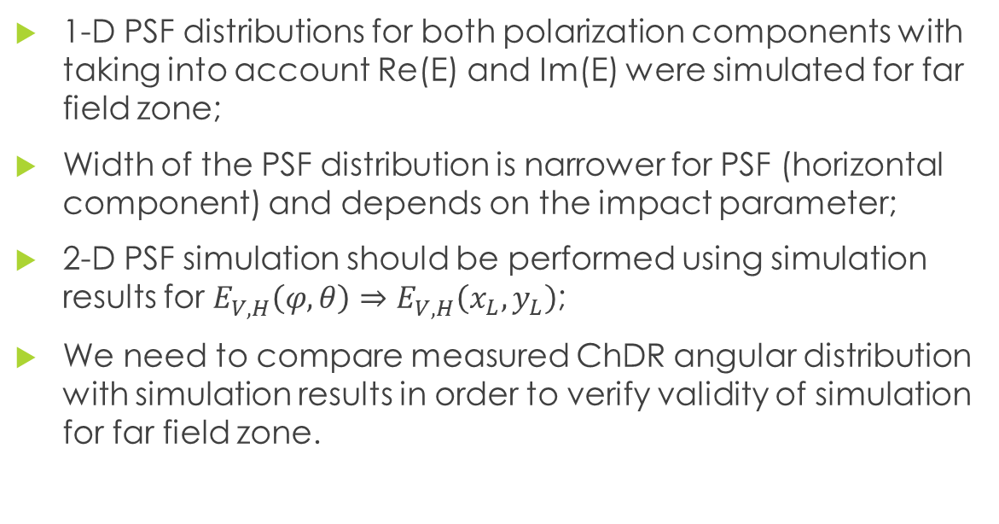 1-D PSF distributions for both polarization components with
taking into account Re(E) and Im(E) were simulated for far
field zone;
Width of the PSF distribution is narrower for PSF (horizontal
component) and depends on the impact parameter;
2-D PSF simulation should be performed using simulation
results for E_{V,H}(φ, θ) ⇒ E_{V,H}(x_L, y_L);
We need to compare measured ChDR angular distribution
with simulation results in order to verify validity of simulation
for far field zone.